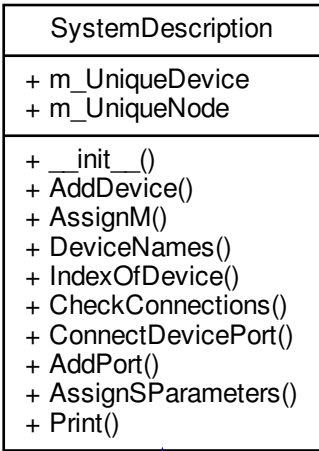 SystemDescription
+ m_UniqueDevice
+ m_UniqueNode
+ __init__()
+ AddDevice()
+ AssignM()
+ DeviceNames()
+ IndexOfDevice()
+ CheckConnections()
+ ConnectDevicePort()
+ AddPort()
+ AssignSParameters()
+ Print()